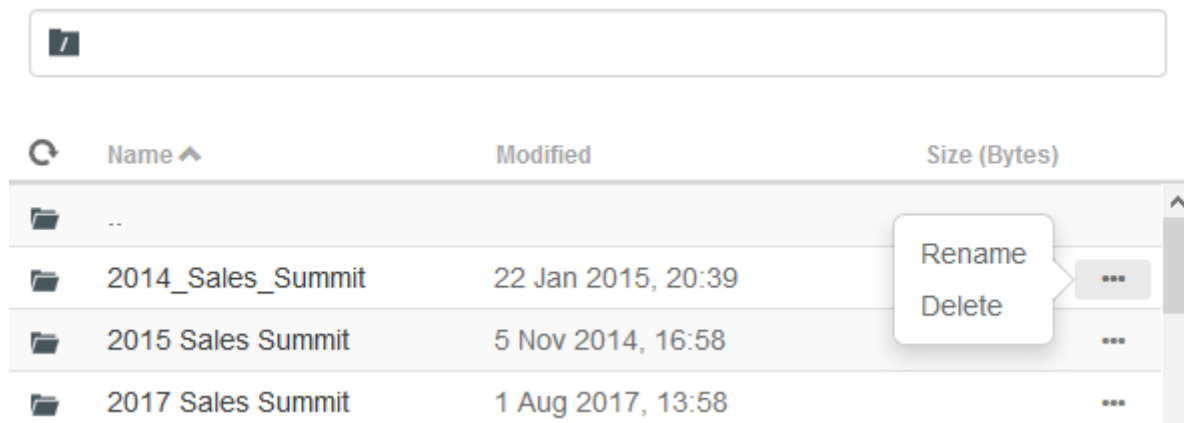 /
Name Modified Size (Bytes)
..
2014_Sales_Summit 22 Jan 2015, 20:39 Rename
Delete
2015 Sales Summit 5 Nov 2014, 16:58
2017 Sales Summit 1 Aug 2017, 13:58